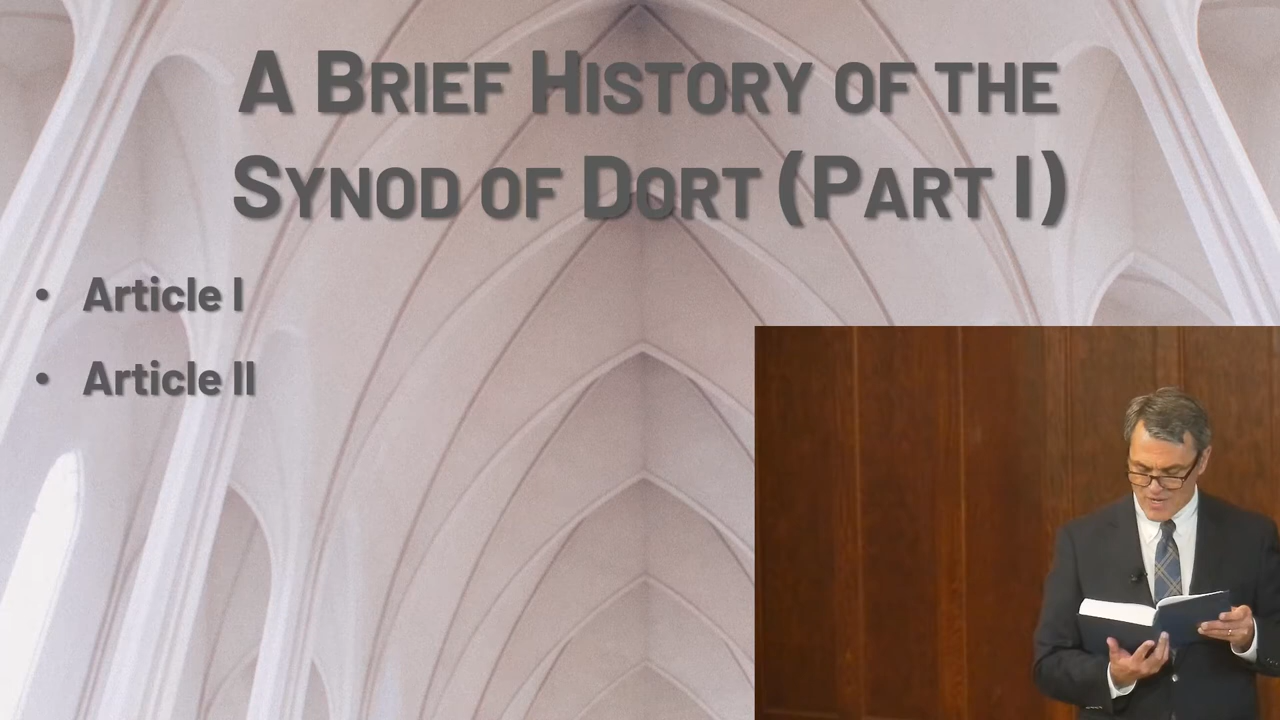 A Brief History of the
Synod of Dort (Part I)
• Article I
• Article II